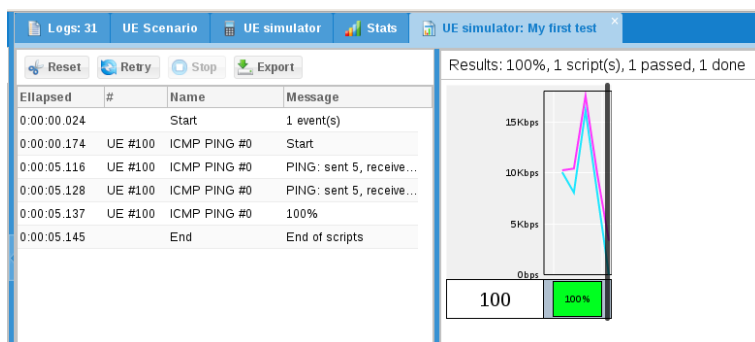 Logs: 31 UE Scenario UE simulator Stats UE simulator: My first test
Reset Retry Stop Export
Ellapsed # Name Message
0:00:00.024 Start 1 event(s)
0:00:00.174 UE #100 ICMP PING #0 Start
0:00:05.116 UE #100 ICMP PING #0 PING: sent 5, receive...
0:00:05.128 UE #100 ICMP PING #0 PING: sent 5, receive...
0:00:05.137 UE #100 ICMP PING #0 100%
0:00:05.145 End End of scripts
Results: 100%, 1 script(s), 1 passed, 1 done
15Kbps
10Kbps
5Kbps
0bps
100 100%